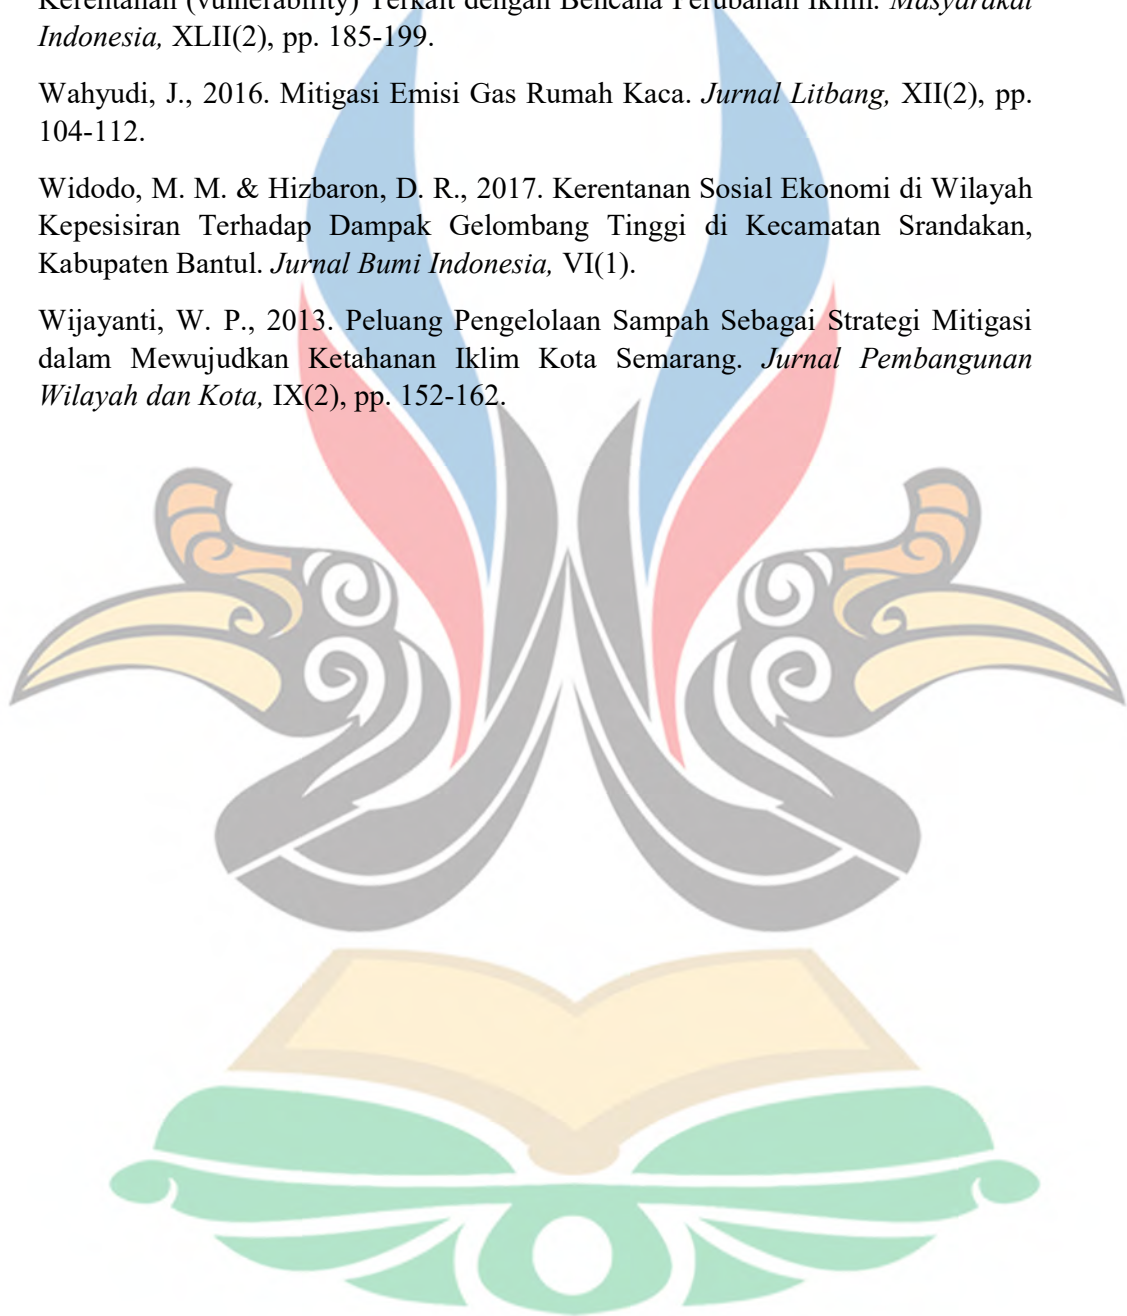 Kerentanan (Vulnerability) Terkait dengan Bencana Perubahan Iklim. Masyarakat
Indonesia, XLII(2), pp. 185-199.
Wahyudi, J., 2016. Mitigasi Emisi Gas Rumah Kaca. Jurnal Litbang, XII(2), pp.
104-112.
Widodo, M. M. & Hizbaron, D. R., 2017. Kerentanan Sosial Ekonomi di Wilayah
Kepesisiran Terhadap Dampak Gelombang Tinggi di Kecamatan Srandakan,
Kabupaten Bantul. Jurnal Bumi Indonesia, VI(1).
Wijayanti, W. P., 2013. Peluang Pengelolaan Sampah Sebagai Strategi Mitigasi
dalam Mewujudkan Ketahanan Iklim Kota Semarang. Jurnal Pembangunan
Wilayah dan Kota, IX(2), pp. 152-162.